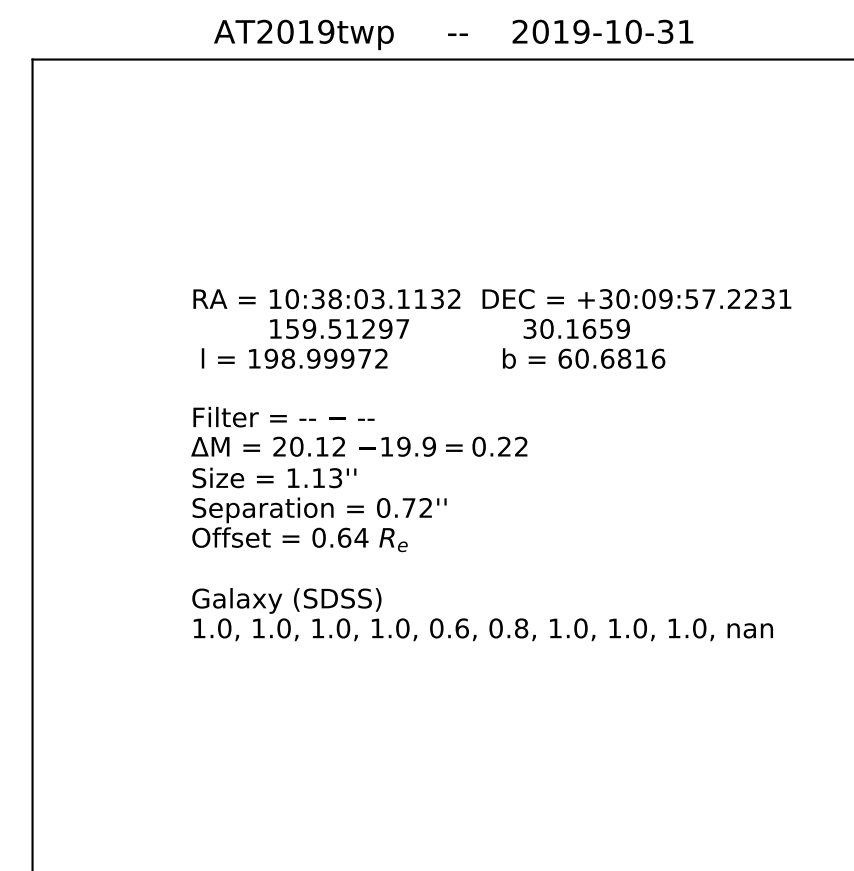 AT2019twp -- 2019-10-31
RA = 10:38:03.1132 DEC = +30:09:57.2231
159.51297 30.1659
l = 198.99972 b = 60.6816
Filter = -- − --
ΔM = 20.12 −19.9 = 0.22
Size = 1.13''
Separation = 0.72''
Offset = 0.64 Rₑ
Galaxy (SDSS)
1.0, 1.0, 1.0, 1.0, 0.6, 0.8, 1.0, 1.0, 1.0, nan